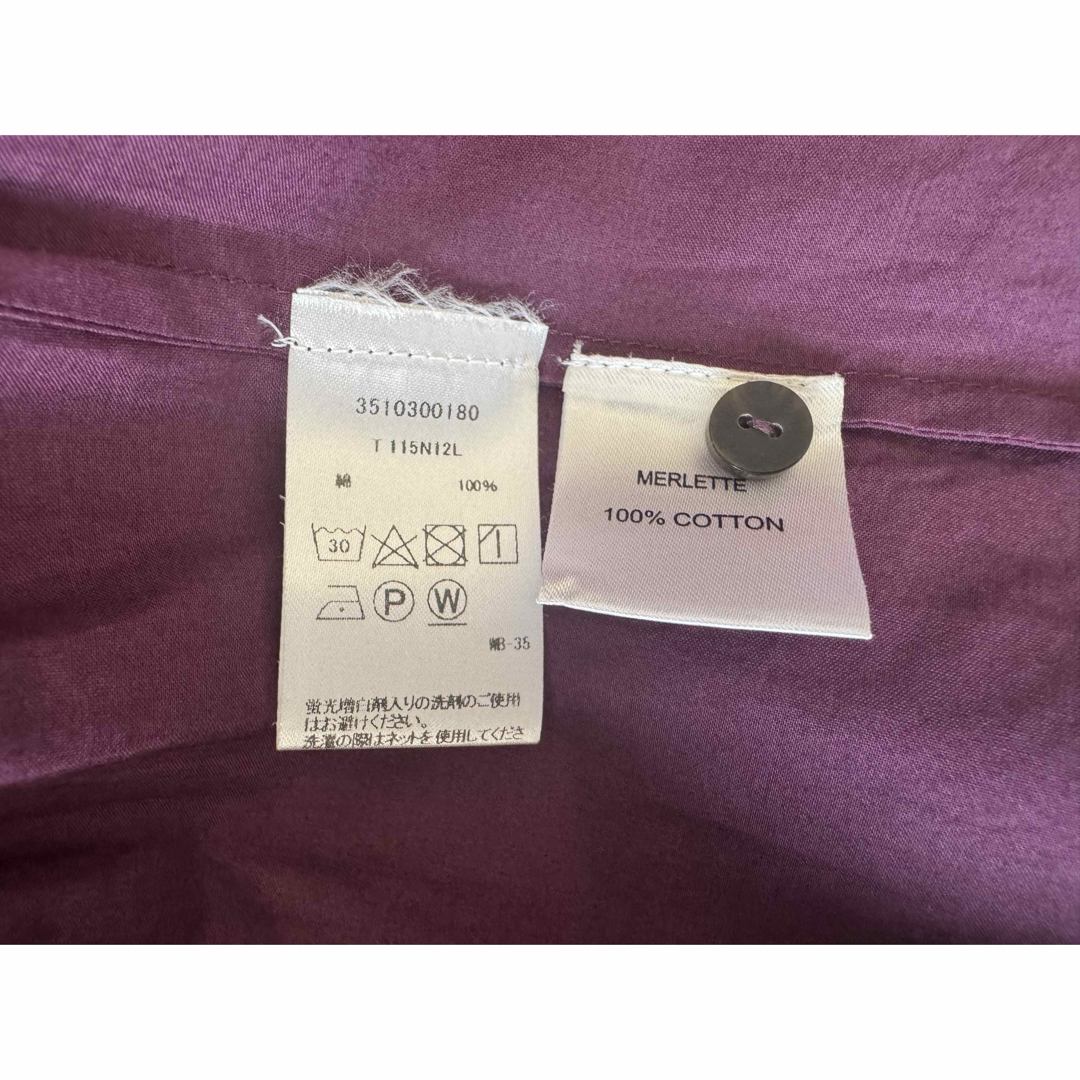 3510300180
T 115N12L
綿 100%
30
P W
WB-35
蛍光増白剤入りの洗剤のご使用
はお避けください。
洗濯の際はネットを使用してくださ
MERLETTE
100% COTTON